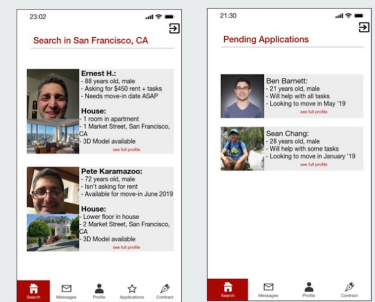 23:02
Search in San Francisco, CA
Ernest H.:
- 88 years old, male
- Asking for $450 rent + tasks
- Needs move-in date ASAP
House:
- 1 room in apartment
- 1 Market Street, San Francisco,
CA
- 3D Model available
see full profile
Pete Karamazoo:
- 72 years old, male
- Isn't asking for rent
- Available for move-in June 2019
House:
- Lower floor in house
- 2 Market Street, San Francisco,
CA
- 3D Model available
see full profile
Search
Messages
Profile
Applications
Contract
21:30
Pending Applications
Ben Barnett:
- 21 years old, male
- Will help with all tasks
- Looking to move in May '19
see full profile
Sean Chang:
- 28 years old, male
- Will help with some tasks
- Looking to move in January '19
see full profile
Search
Messages
Profile
Contract